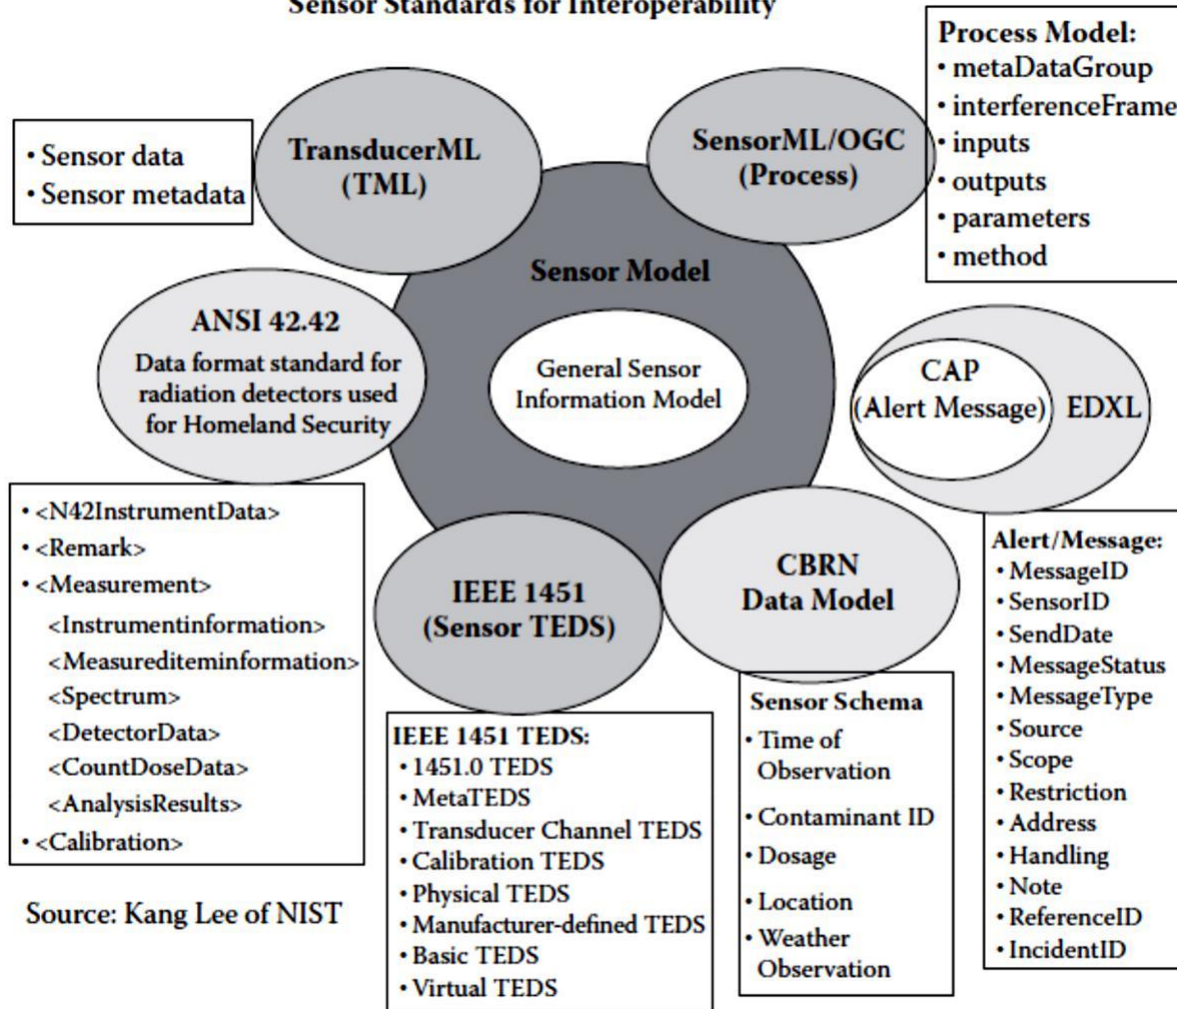 Sensor Standards for Interoperability
Process Model:
• metaDataGroup
• interferenceFrame
• inputs
• outputs
• parameters
• method
TransducerML
(TML)
SensorML/OGC
(Process)
• Sensor data
• Sensor metadata
Sensor Model
General Sensor
Information Model
ANSI 42.42
Data format standard for
radiation detectors used
for Homeland Security
CAP
(Alert Message)
EDXL
• <N42InstrumentData>
• <Remark>
• <Measurement>
<Instrumentinformation>
<Measurediteminformation>
<Spectrum>
<DetectorData>
<CountDoseData>
<AnalysisResults>
• <Calibration>
IEEE 1451
(Sensor TEDS)
CBRN
Data Model
Alert/Message:
• MessageID
• SensorID
• SendDate
• MessageStatus
• MessageType
• Source
• Scope
• Restriction
• Address
• Handling
• Note
• ReferenceID
• IncidentID
IEEE 1451 TEDS:
• 1451.0 TEDS
• MetaTEDS
• Transducer Channel TEDS
• Calibration TEDS
• Physical TEDS
• Manufacturer-defined TEDS
• Basic TEDS
• Virtual TEDS
Sensor Schema
• Time of
Observation
• Contaminant ID
• Dosage
• Location
• Weather
Observation
Source: Kang Lee of NIST